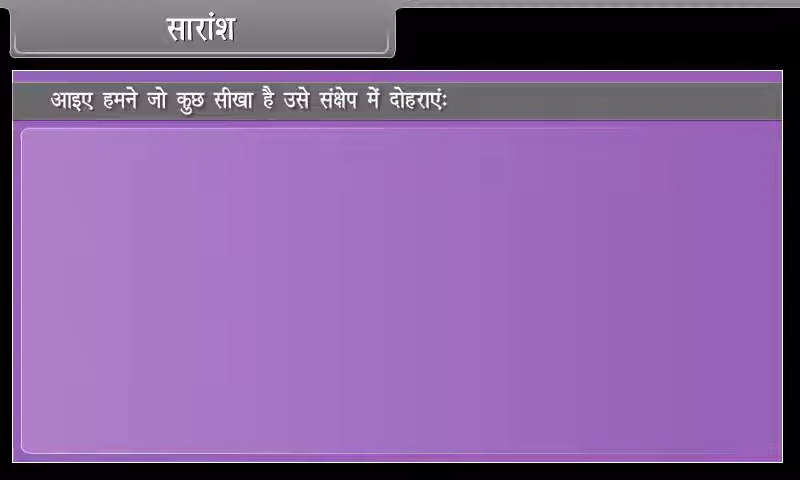 सारांश
आइए हमने जो कुछ सीखा है उसे संक्षेप में दोहराएं: